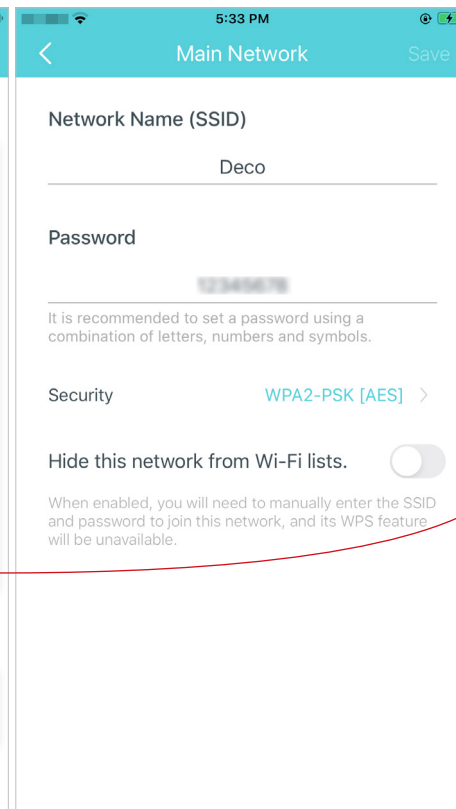 5:33 PM
Main Network
Save
Network Name (SSID)
Deco
Password
It is recommended to set a password using a
combination of letters, numbers and symbols.
Security
WPA2-PSK [AES]
Hide this network from Wi-Fi lists.
When enabled, you will need to manually enter the SSID
and password to join this network, and its WPS feature
will be unavailable.